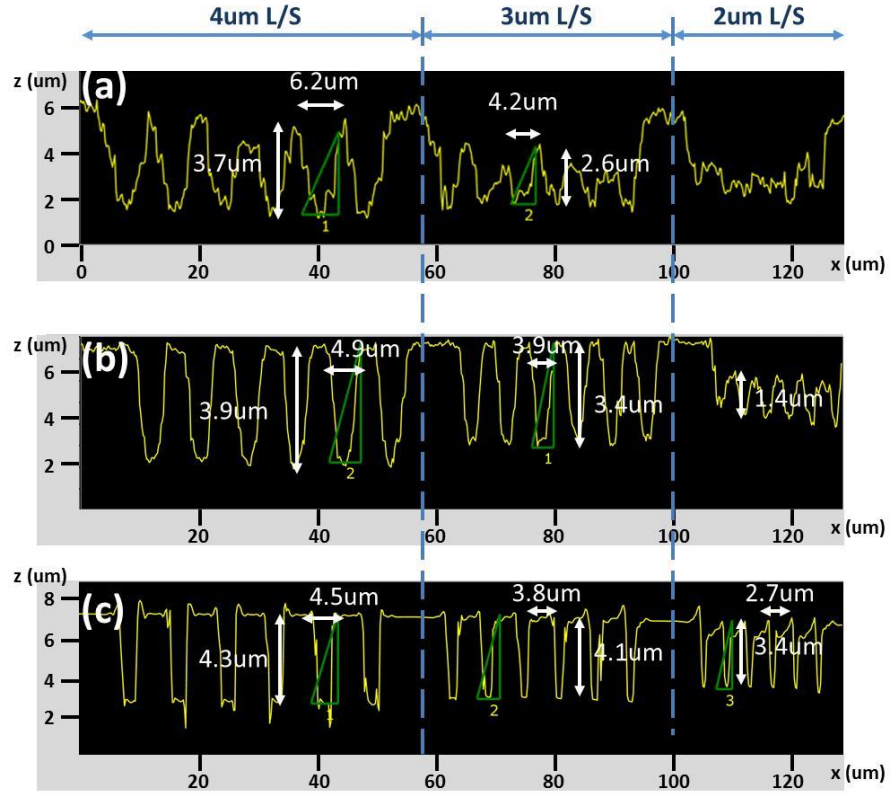 4um L/S 3um L/S 2um L/S
z (um)
(a)
6
4
2
0
6.2um
3.7um
1
4.2um
2.6um
2
0 20 40 60 80 100 120
x (um)
z (um)
(b)
6
4
2
4.9um
3.9um
2
3.9um
3.4um
1
1.4um
20 40 60 80 100 120
x (um)
z (um)
(c)
8
6
4
2
4.5um
4.3um
1
3.8um
4.1um
2
2.7um
3.4um
3
20 40 60 80 100 120
x (um)